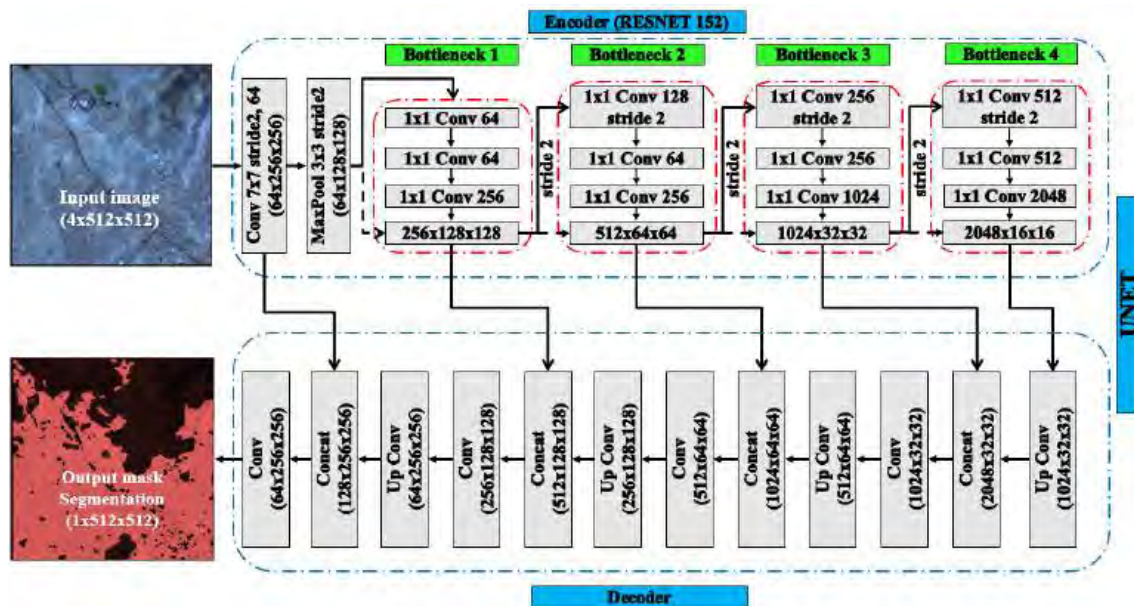 Encoder (RESNET 152)
Bottleneck 1
Bottleneck 2
Bottleneck 3
Bottleneck 4
Input image
(4x512x512)
Conv 7x7 stride2, 64
(64x256x256)
MaxPool 3x3 stride2
(64x128x128)
1x1 Conv 64
1x1 Conv 64
1x1 Conv 256
256x128x128
stride 2
1x1 Conv 128
stride 2
1x1 Conv 64
1x1 Conv 256
512x64x64
stride 2
1x1 Conv 256
stride 2
1x1 Conv 256
1x1 Conv 1024
1024x32x32
stride 2
1x1 Conv 512
stride 2
1x1 Conv 512
1x1 Conv 2048
2048x16x16
UNET
Output mask
Segmentation
(1x512x512)
Conv
(64x256x256)
Concat
(128x256x256)
Up Conv
(64x256x256)
Conv
(256x128x128)
Concat
(512x128x128)
Up Conv
(256x128x128)
Conv
(512x64x64)
Concat
(1024x64x64)
Up Conv
(512x64x64)
Conv
(1024x32x32)
Concat
(2048x32x32)
Up Conv
(1024x32x32)
Decoder